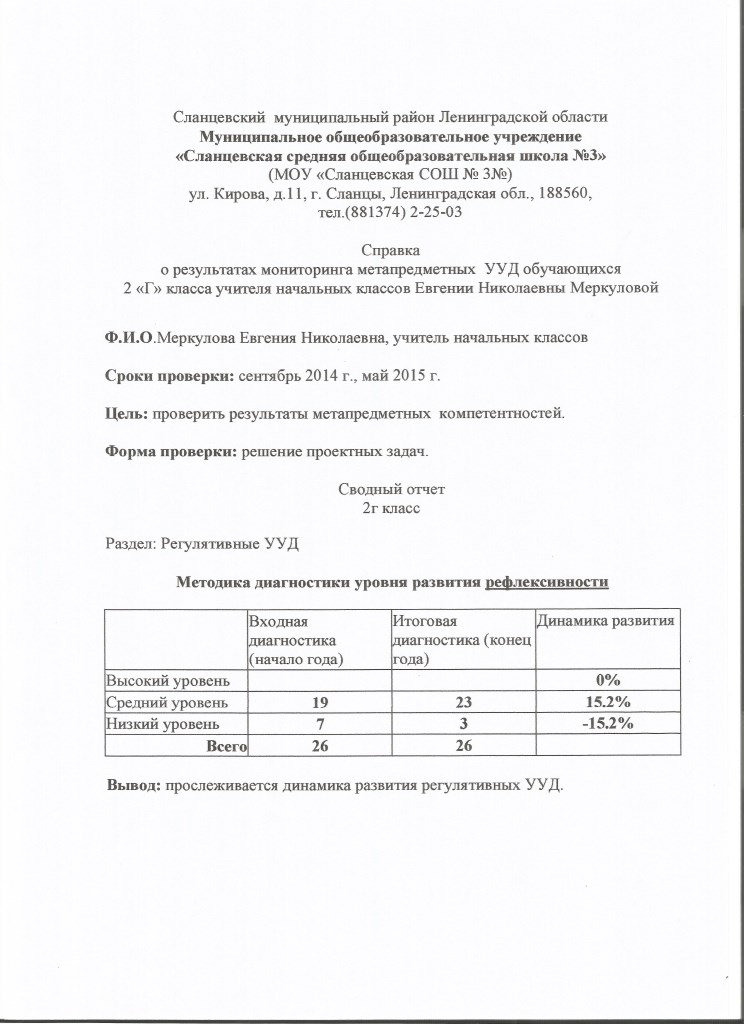 Сланцевский муниципальный район Ленинградской области
Муниципальное общеобразовательное учреждение
«Сланцевская средняя общеобразовательная школа №3»
(МОУ «Сланцевская СОШ № 3№)
ул. Кирова, д.11, г. Сланцы, Ленинградская обл., 188560,
тел.(881374) 2-25-03
Справка
о результатах мониторинга метапредметных УУД обучающихся
2 «Г» класса учителя начальных классов Евгении Николаевны Меркуловой
Ф.И.О.Меркулова Евгения Николаевна, учитель начальных классов
Сроки проверки: сентябрь 2014 г., май 2015 г.
Цель: проверить результаты метапредметных компетентностей.
Форма проверки: решение проектных задач.
Сводный отчет
2г класс
Раздел: Регулятивные УУД
Методика диагностики уровня развития рефлексивности
Входная диагностика (начало года) Итоговая диагностика (конец года) Динамика развития
Высокий уровень 0%
Средний уровень 19 23 15.2%
Низкий уровень 7 3 -15.2%
Всего 26 26
Вывод: прослеживается динамика развития регулятивных УУД.